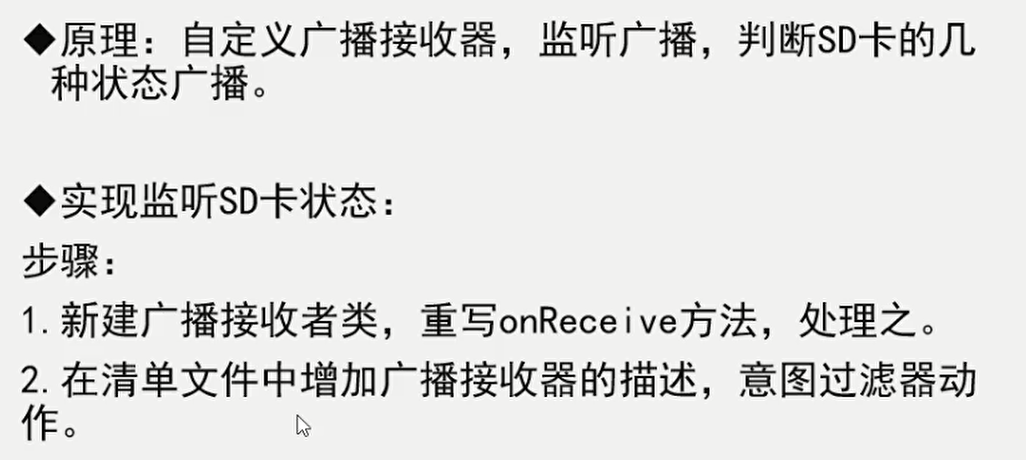 ◆原理：自定义广播接收器，监听广播，判断SD卡的几
种状态广播。
◆实现监听SD卡状态：
步骤：
1.新建广播接收者类，重写onReceive方法，处理之。
2.在清单文件中增加广播接收器的描述，意图过滤器动
作。